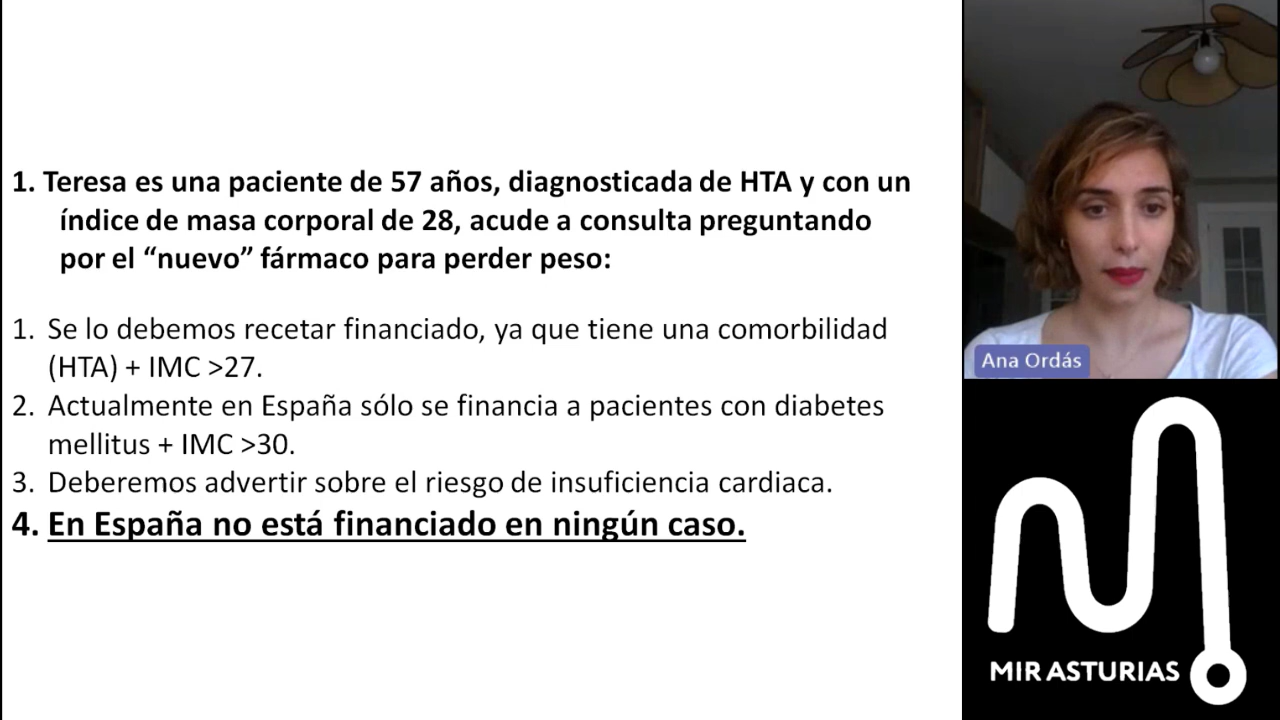 1. Teresa es una paciente de 57 años, diagnosticada de HTA y con un
índice de masa corporal de 28, acude a consulta preguntando
por el “nuevo” fármaco para perder peso:
1. Se lo debemos recetar financiado, ya que tiene una comorbilidad
(HTA) + IMC >27.
2. Actualmente en España sólo se financia a pacientes con diabetes
mellitus + IMC >30.
3. Deberemos advertir sobre el riesgo de insuficiencia cardiaca.
4. En España no está financiado en ningún caso.
Ana Ordás
MIR ASTURIAS